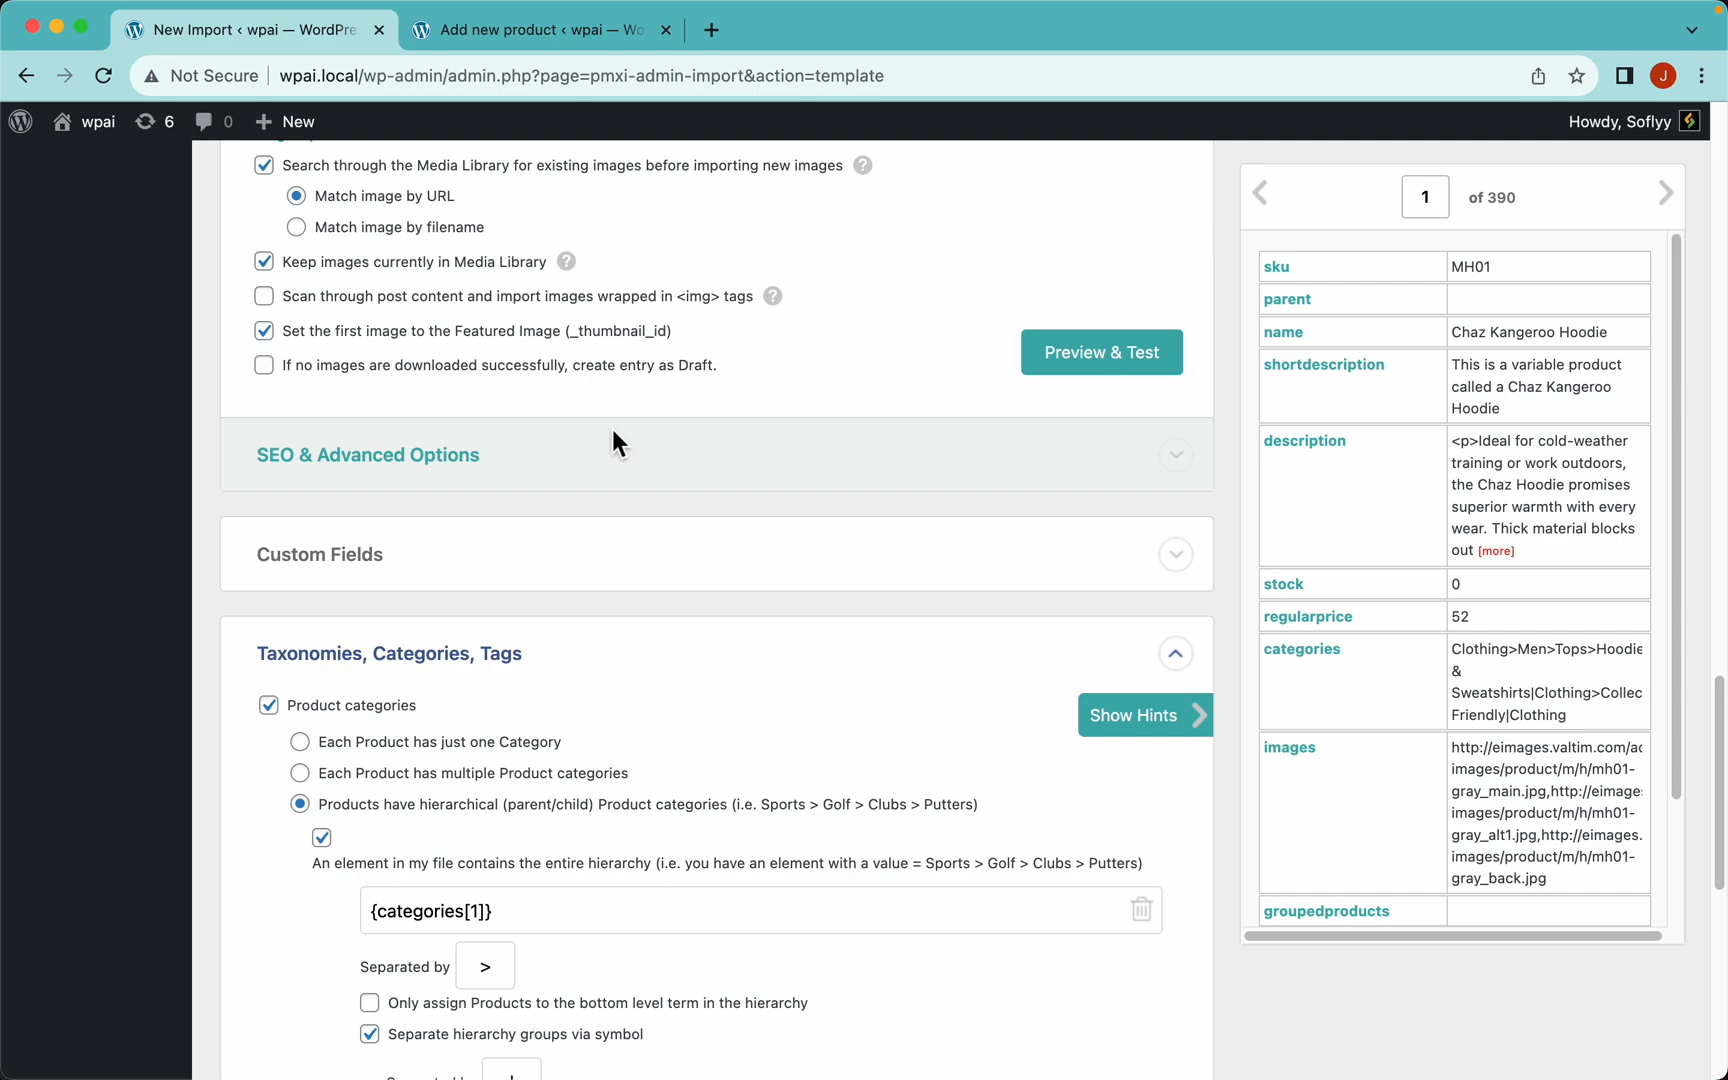 New Import ‹ wpai — WordPre
Add new product ‹ wpai — Wo
Not Secure
wpai.local/wp-admin/admin.php?page=pmxi-admin-import&action=template
J
wpai
6
0
New
Howdy, Soflyy
Search through the Media Library for existing images before importing new images
Match image by URL
Match image by filename
Keep images currently in Media Library
Scan through post content and import images wrapped in <img> tags
Set the first image to the Featured Image (_thumbnail_id)
If no images are downloaded successfully, create entry as Draft.
Preview & Test
SEO & Advanced Options
Custom Fields
Taxonomies, Categories, Tags
Product categories
Show Hints
Each Product has just one Category
Each Product has multiple Product categories
Products have hierarchical (parent/child) Product categories (i.e. Sports > Golf > Clubs > Putters)
An element in my file contains the entire hierarchy (i.e. you have an element with a value = Sports > Golf > Clubs > Putters)
{categories[1]}
Separated by >
Only assign Products to the bottom level term in the hierarchy
Separate hierarchy groups via symbol
1 of 390
sku MH01
parent
name Chaz Kangeroo Hoodie
shortdescription This is a variable product
called a Chaz Kangeroo
Hoodie
description <p>Ideal for cold-weather
training or work outdoors,
the Chaz Hoodie promises
superior warmth with every
wear. Thick material blocks
out [more]
stock 0
regularprice 52
categories Clothing>Men>Tops>Hoodie
&
Sweatshirts|Clothing>Collec
Friendly|Clothing
images http://eimages.valtim.com/ac
images/product/m/h/mh01-
gray_main.jpg,http://eimage
images/product/m/h/mh01-
gray_alt1.jpg,http://eimages.
images/product/m/h/mh01-
gray_back.jpg
groupedproducts